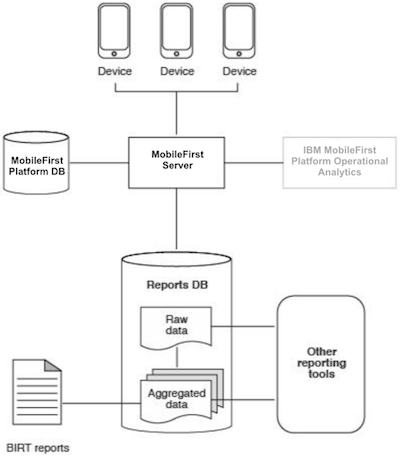 Device
Device
Device
MobileFirst
Platform DB
MobileFirst
Server
IBM MobileFirst
Platform Operational
Analytics
Reports DB
Raw
data
Other
reporting
tools
Aggregated
data
BIRT reports